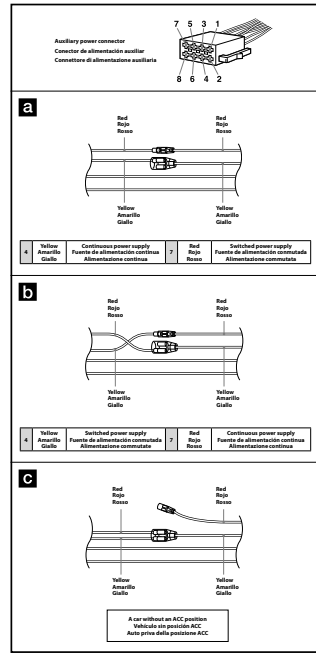 Auxiliary power connector
Conector de alimentación auxiliar
Connettore di alimentazione ausiliaria
7 5 3 1
8 6 4 2
a
Red
Rojo
Rosso
Red
Rojo
Rosso
Yellow
Amarillo
Giallo
Yellow
Amarillo
Giallo
4
Yellow
Amarillo
Giallo
Continuous power supply
Fuente de alimentación continua
Alimentazione continua
7
Red
Rojo
Rosso
Switched power supply
Fuente de alimentación conmutada
Alimentazione commutata
b
Red
Rojo
Rosso
Red
Rojo
Rosso
Yellow
Amarillo
Giallo
Yellow
Amarillo
Giallo
4
Yellow
Amarillo
Giallo
Switched power supply
Fuente de alimentación conmutada
Alimentazione commutate
7
Red
Rojo
Rosso
Continuous power supply
Fuente de alimentación continua
Alimentazione continua
c
Red
Rojo
Rosso
Red
Rojo
Rosso
Yellow
Amarillo
Giallo
Yellow
Amarillo
Giallo
A car without an ACC position
Vehículo sin posición ACC
Auto priva della posizione ACC